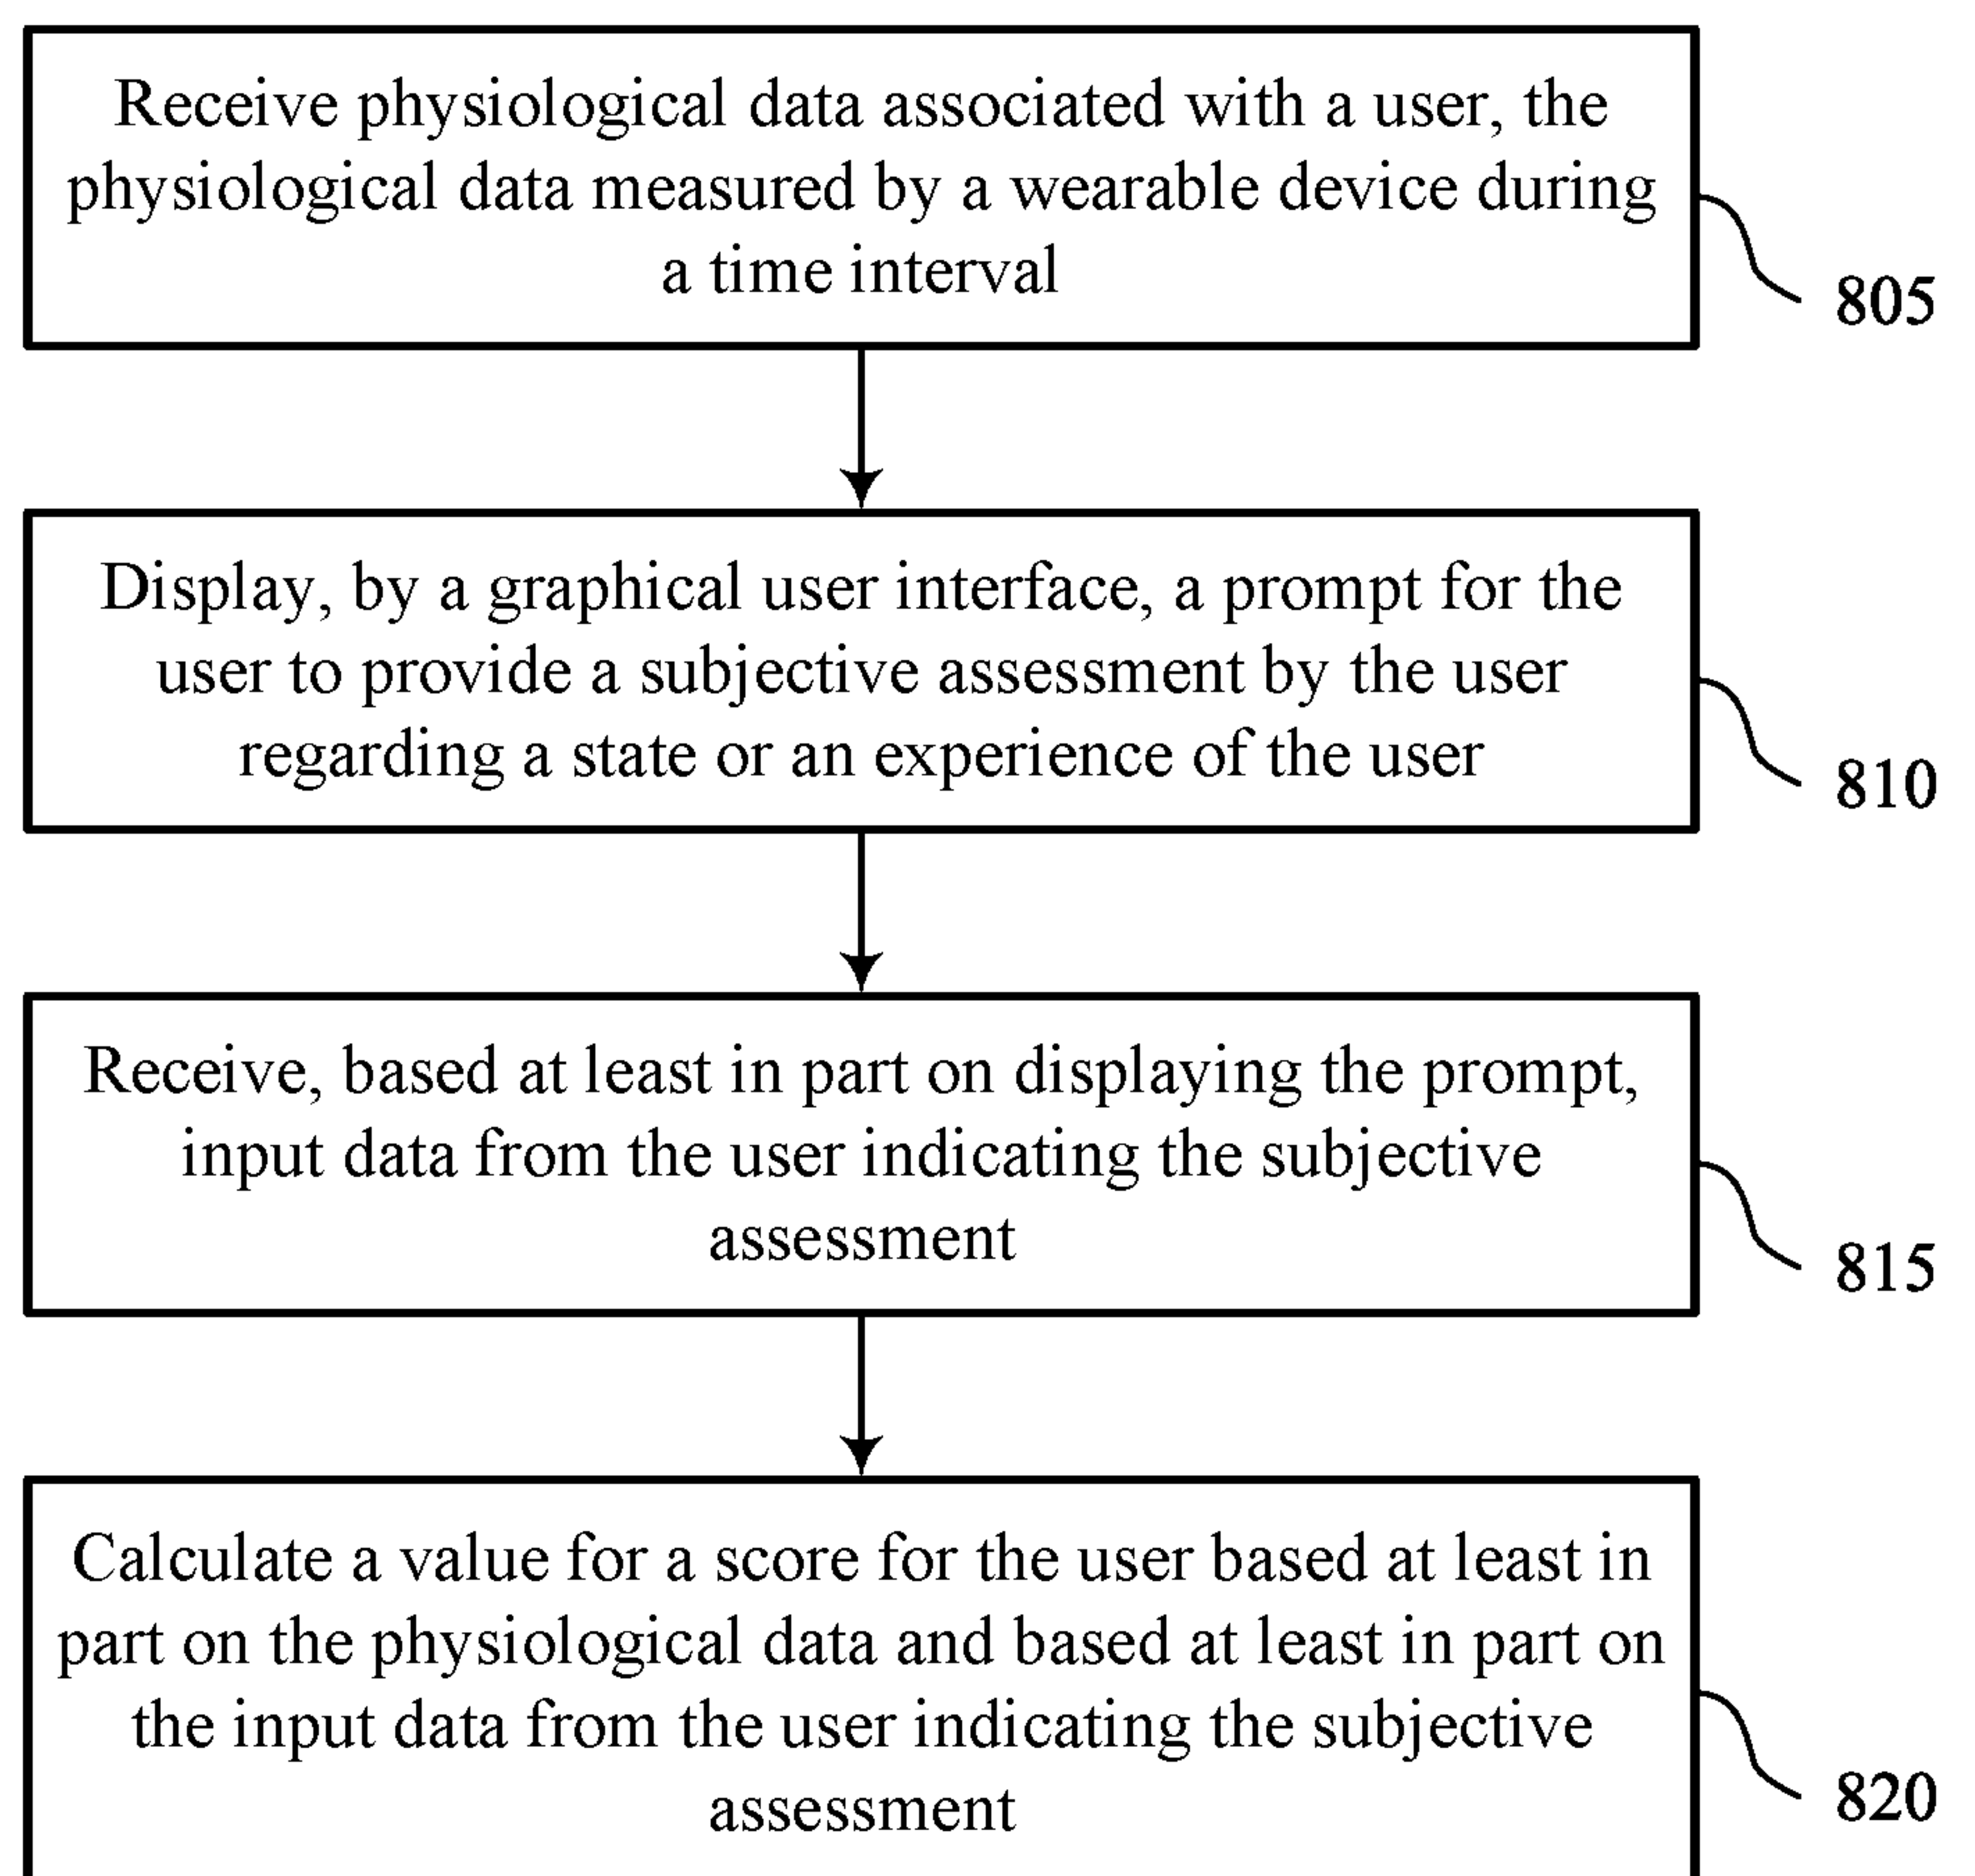 Receive physiological data associated with a user, the
physiological data measured by a wearable device during
a time interval
805
Display, by a graphical user interface, a prompt for the
user to provide a subjective assessment by the user
regarding a state or an experience of the user
810
Receive, based at least in part on displaying the prompt,
input data from the user indicating the subjective
assessment
815
Calculate a value for a score for the user based at least in
part on the physiological data and based at least in part on
the input data from the user indicating the subjective
assessment
820